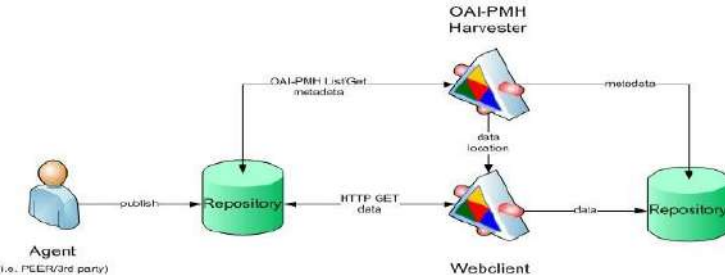 OAI-PMH
Harvester
OAI-PMH List/Get
metadata
metadata
data
location
publish
Repository
HTTP GET
data
data
Repository
Agent
(i.e. PEER/3rd party)
Webclient